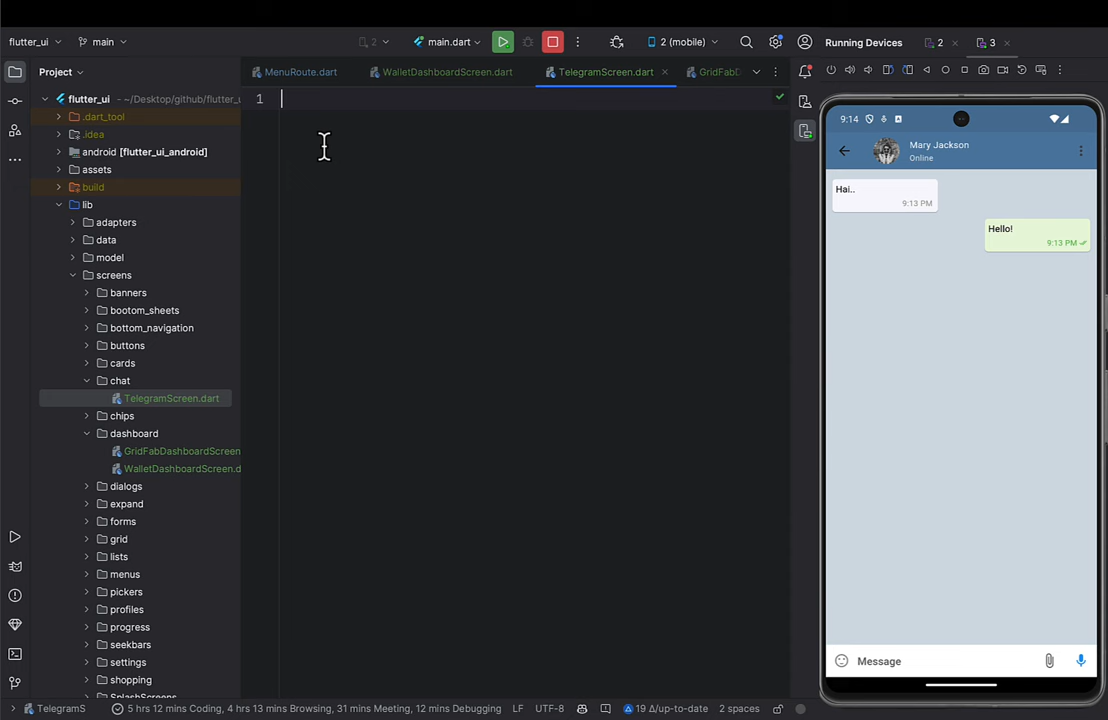 flutter_ui
main
2
main.dart
2 (mobile)
Running Devices
2
3
Project
MenuRoute.dart
WalletDashboardScreen.dart
TelegramScreen.dart
GridFabD
flutter_ui ~/Desktop/github/flutter_u
.dart_tool
.idea
android [flutter_ui_android]
assets
build
lib
adapters
data
model
screens
banners
bootom_sheets
bottom_navigation
buttons
cards
chat
TelegramScreen.dart
chips
dashboard
GridFabDashboardScreen
WalletDashboardScreen.d
dialogs
expand
forms
grid
lists
menus
pickers
profiles
progress
seekbars
settings
shopping
SplashScreens
1
9:14
Mary Jackson
Online
Hai..
9:13 PM
Hello!
9:13 PM
Message
TelegramS
5 hrs 12 mins Coding, 4 hrs 13 mins Browsing, 31 mins Meeting, 12 mins Debugging
LF
UTF-8
19 Δ/up-to-date
2 spaces